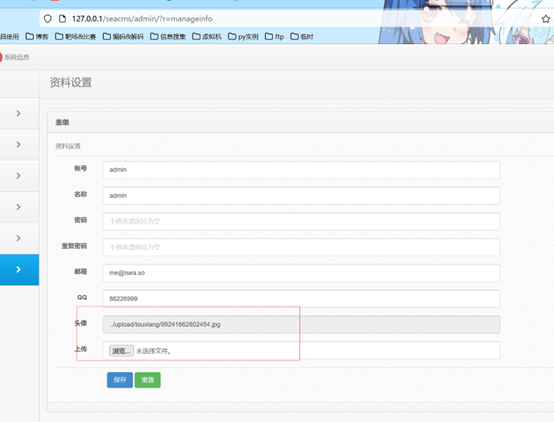 127.0.0.1/seacms/admin/?r=manageinfo
目使用 博客 靶场&比赛 编码&解码 信息搜集 虚拟机 py实例 ftp 临时
系统信息
资料设置
表单
资料设置
帐号 admin
名称 admin
密码 不修改请保持为空
重复密码 不修改请保持为空
邮箱 me@isea.so
QQ 86226999
头像 ../upload/touxiang/99241662802454.jpg
上传 浏览... 未选择文件。
保存 重置